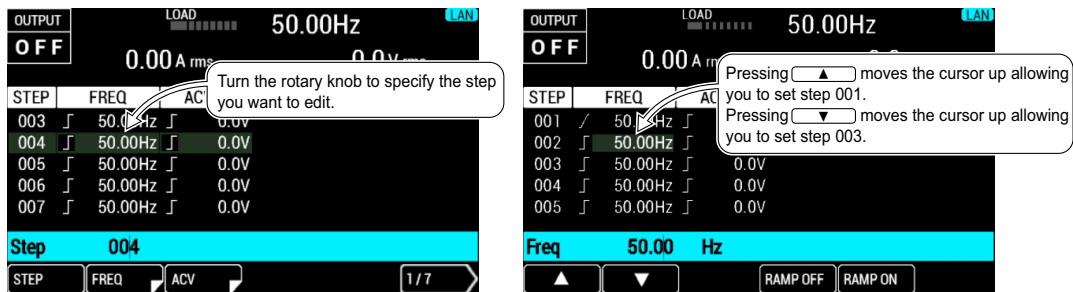 OUTPUT LOAD 50.00Hz LAN
OFF 0.00 A rms
Turn the rotary knob to specify the step
you want to edit.
STEP FREQ
003 50. Hz 0.0V
004 50.00Hz 0.0V
005 50.00Hz 0.0V
006 50.00Hz 0.0V
007 50.00Hz 0.0V
Step 004
STEP FREQ ACV 1/7
OUTPUT LOAD 50.00Hz LAN
OFF 0.00 A
Pressing ▲ moves the cursor up allowing
you to set step 001.
Pressing ▼ moves the cursor up allowing
you to set step 003.
STEP FREQ
001 50. Hz
002 50.00Hz
003 50.00Hz 0.0V
004 50.00Hz 0.0V
005 50.00Hz 0.0V
Freq 50.00 Hz
▲ ▼ RAMP OFF RAMP ON